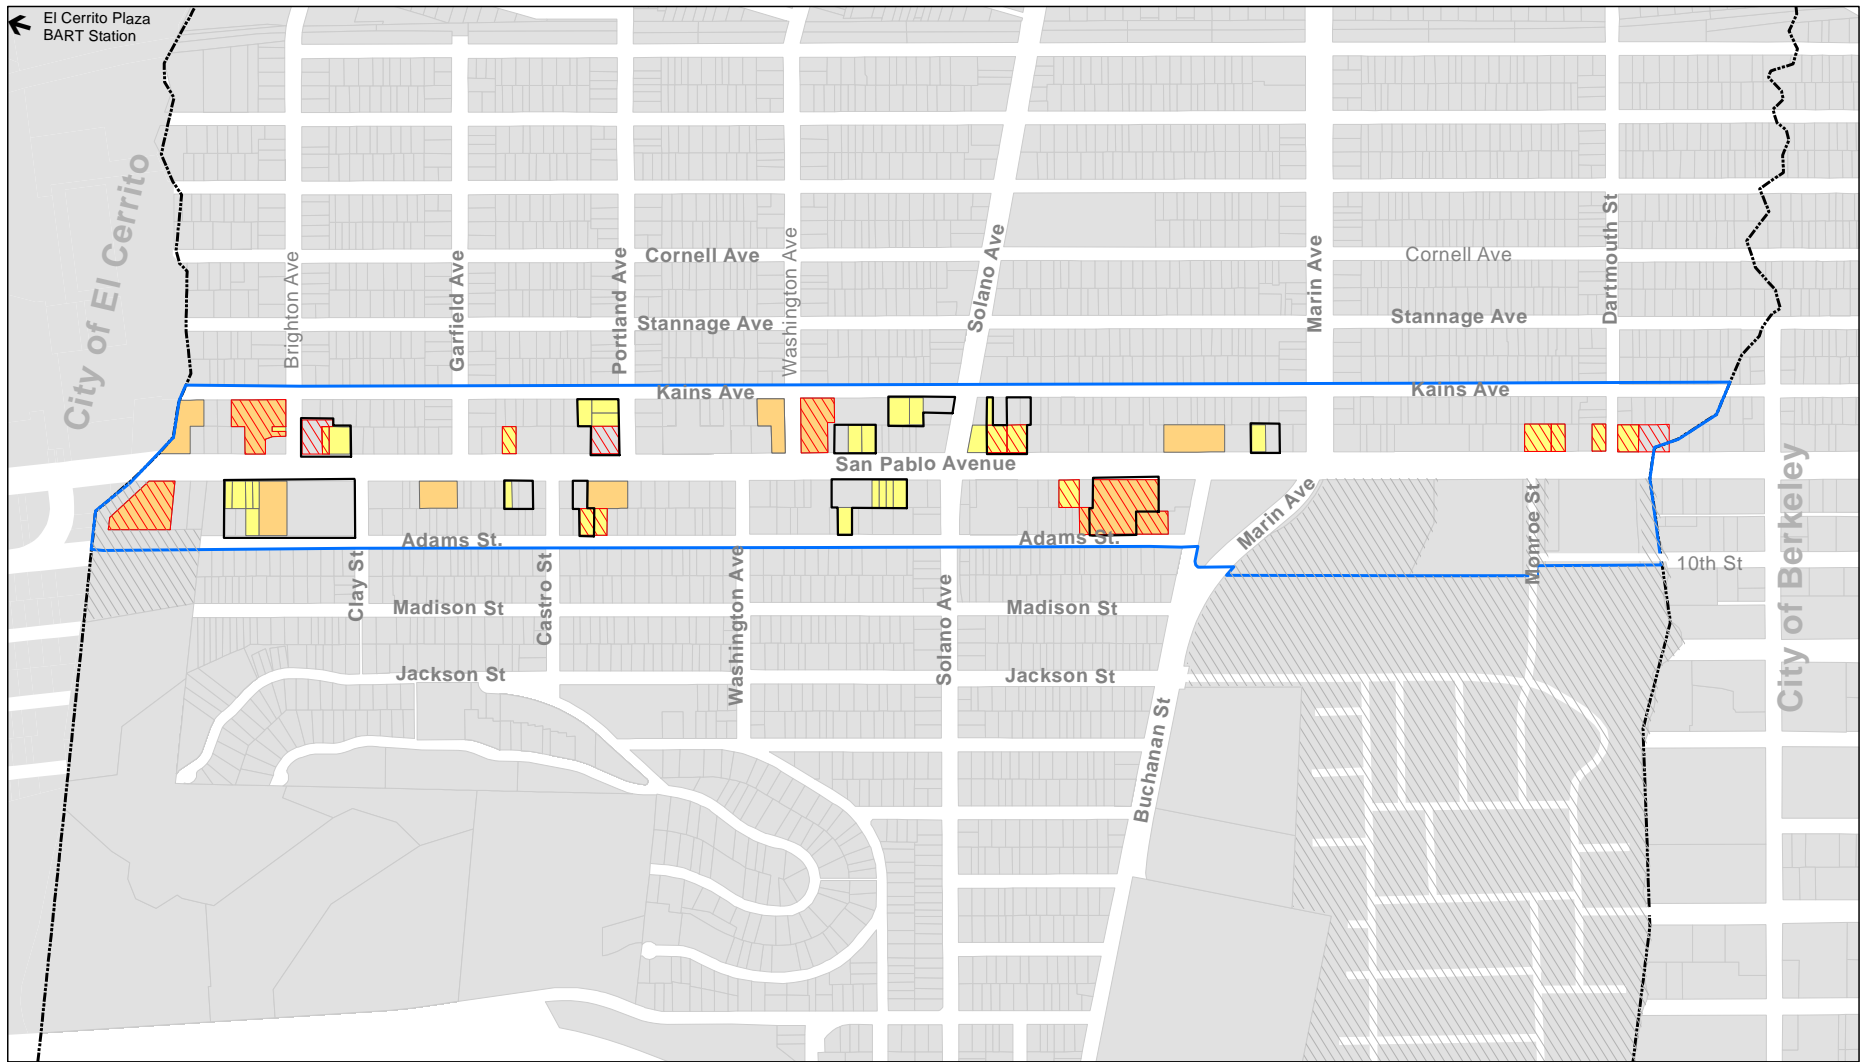 El Cerrito Plaza
BART Station
City of El Cerrito
Brighton Ave
Garfield Ave
Portland Ave
Cornell Ave
Washington Ave
Solano Ave
Marin Ave
Cornell Ave
Dartmouth St
Stannage Ave
Stannage Ave
Kains Ave
Kains Ave
San Pablo Avenue
City of Berkeley
Adams St.
Adams St.
Marin Ave
Monroe St
10th St
Clay St
Castro St
Washington Ave
Solano Ave
Madison St
Madison St
Jackson St
Jackson St
Buchanan St